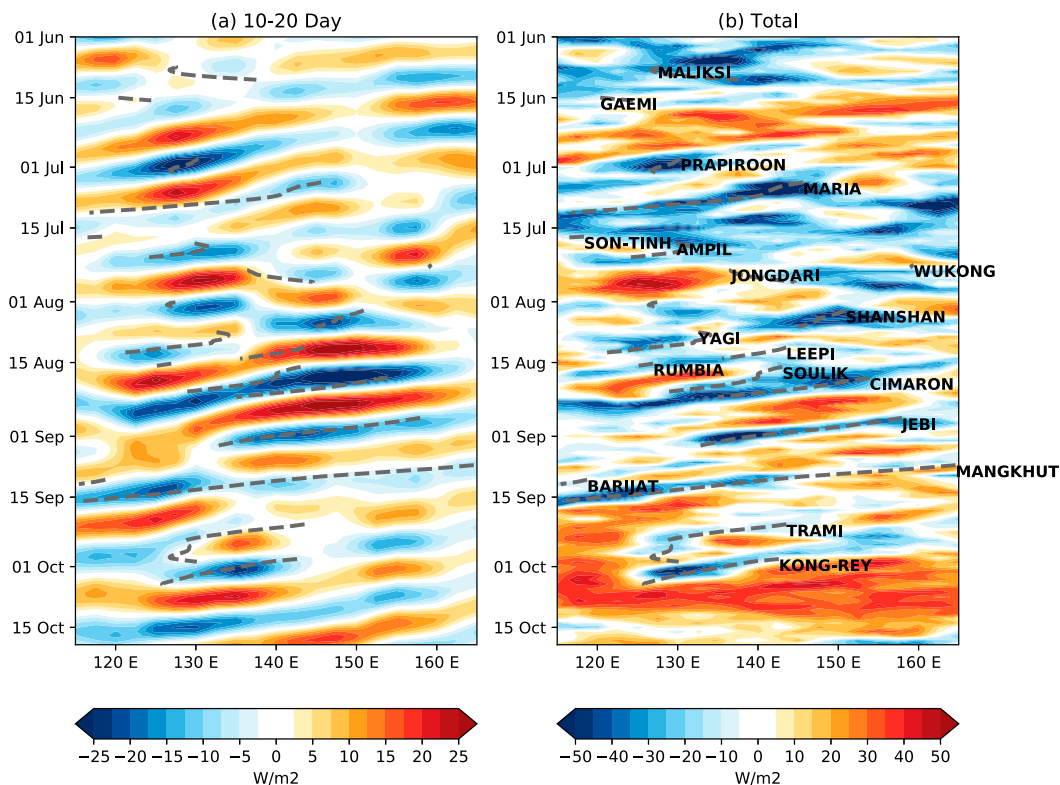 (a) 10-20 Day
01 Jun
15 Jun
01 Jul
15 Jul
01 Aug
15 Aug
01 Sep
15 Sep
01 Oct
15 Oct
120 E 130 E 140 E 150 E 160 E
−25 −20 −15 −10 −5 0 5 10 15 20 25
W/m2
(b) Total
01 Jun
15 Jun
01 Jul
15 Jul
01 Aug
15 Aug
01 Sep
15 Sep
01 Oct
15 Oct
MALIKSI
GAEMI
PRAPIROON
MARIA
SON-TINH
AMPIL
JONGDARI
WUKONG
SHANSHAN
YAGI
LEEPI
RUMBIA
SOULIK
CIMARON
JEBI
MANGKHUT
BARIJAT
TRAMI
KONG-REY
120 E 130 E 140 E 150 E 160 E
−50 −40 −30 −20 −10 0 10 20 30 40 50
W/m2